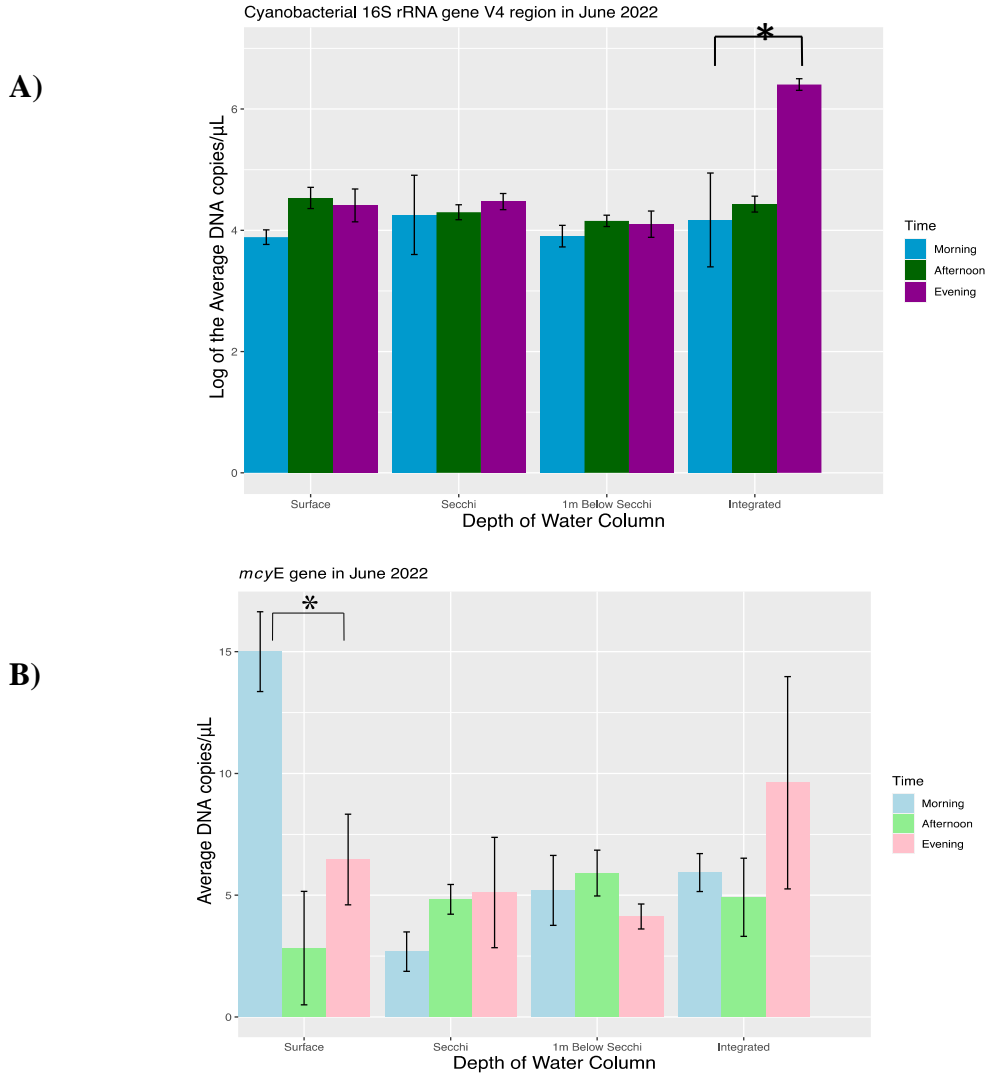 A)
Cyanobacterial 16S rRNA gene V4 region in June 2022
*
Log of the Average DNA copies/µL
6
4
2
0
Surface
Secchi
1m Below Secchi
Integrated
Depth of Water Column
Time
Morning
Afternoon
Evening
B)
mcyE gene in June 2022
*
Average DNA copies/µL
15
10
5
0
Surface
Secchi
1m Below Secchi
Integrated
Depth of Water Column
Time
Morning
Afternoon
Evening